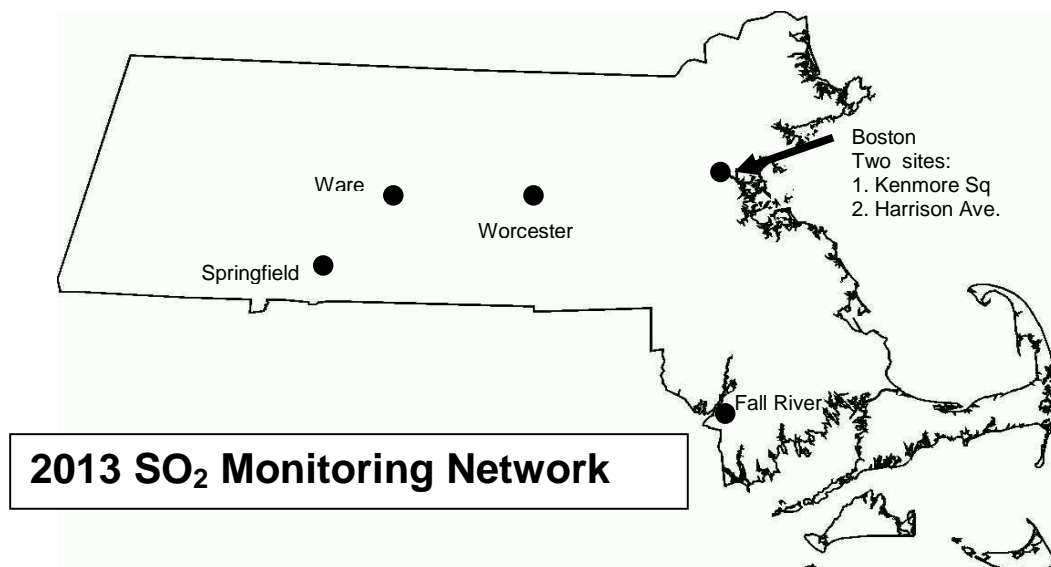 Boston
Two sites:
1. Kenmore Sq
2. Harrison Ave.
Ware
Worcester
Springfield
Fall River
2013 SO₂ Monitoring Network